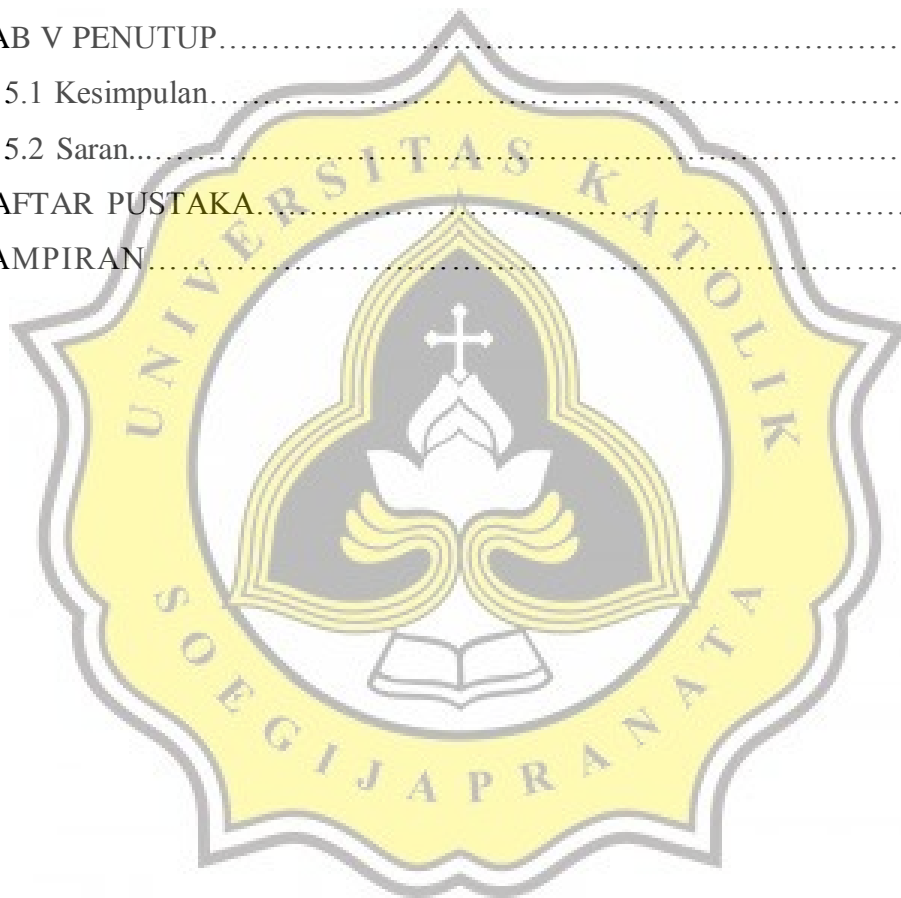 AB V PENUTUP.......................................................................
5.1 Kesimpulan.......................................................................
5.2 Saran.......................................................................
AFTAR PUSTAKA.......................................................................
AMPIRAN.......................................................................
UNIVERSITAS KATOLIK
SOEGIJAPRANATA